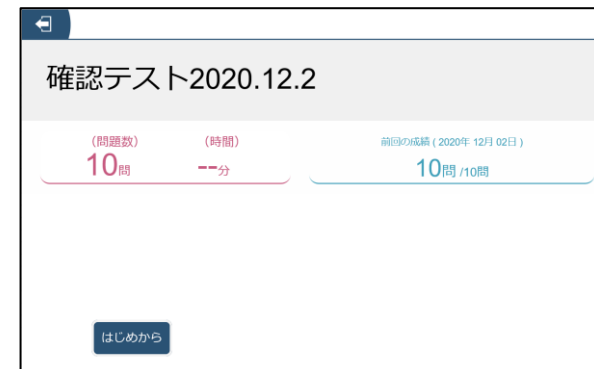 確認テスト2020.12.2
(問題数) (時間)
10問 --分
前回の成績 ( 2020年 12月 02日 )
10問 /10問
はじめから